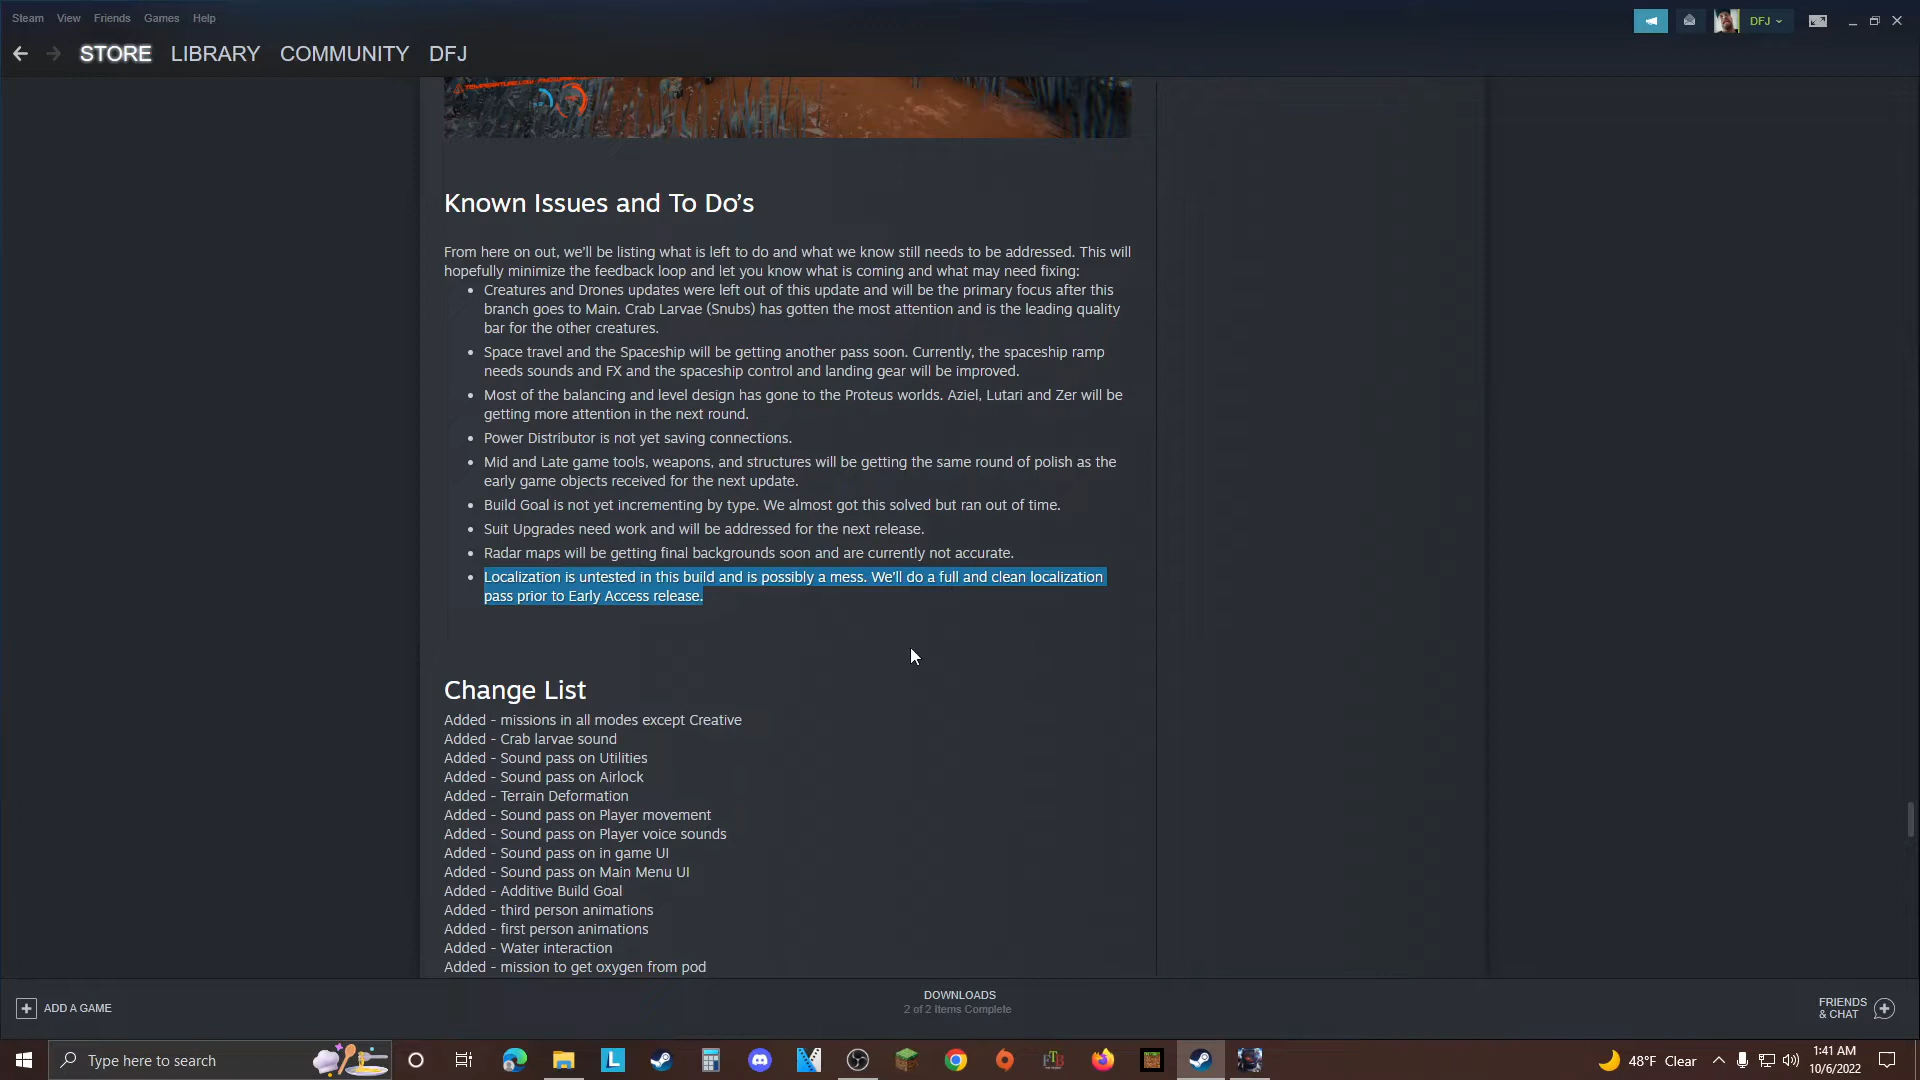 Steam View Friends Games Help
DFJ
STORE LIBRARY COMMUNITY DFJ
Known Issues and To Do’s
From here on out, we’ll be listing what is left to do and what we know still needs to be addressed. This will
hopefully minimize the feedback loop and let you know what is coming and what may need fixing:
• Creatures and Drones updates were left out of this update and will be the primary focus after this
branch goes to Main. Crab Larvae (Snubs) has gotten the most attention and is the leading quality
bar for the other creatures.
• Space travel and the Spaceship will be getting another pass soon. Currently, the spaceship ramp
needs sounds and FX and the spaceship control and landing gear will be improved.
• Most of the balancing and level design has gone to the Proteus worlds. Aziel, Lutari and Zer will be
getting more attention in the next round.
• Power Distributor is not yet saving connections.
• Mid and Late game tools, weapons, and structures will be getting the same round of polish as the
early game objects received for the next update.
• Build Goal is not yet incrementing by type. We almost got this solved but ran out of time.
• Suit Upgrades need work and will be addressed for the next release.
• Radar maps will be getting final backgrounds soon and are currently not accurate.
• Localization is untested in this build and is possibly a mess. We’ll do a full and clean localization
pass prior to Early Access release.
Change List
Added - missions in all modes except Creative
Added - Crab larvae sound
Added - Sound pass on Utilities
Added - Sound pass on Airlock
Added - Terrain Deformation
Added - Sound pass on Player movement
Added - Sound pass on Player voice sounds
Added - Sound pass on in game UI
Added - Sound pass on Main Menu UI
Added - Additive Build Goal
Added - third person animations
Added - first person animations
Added - Water interaction
Added - mission to get oxygen from pod
ADD A GAME
DOWNLOADS
2 of 2 Items Complete
FRIENDS
& CHAT
Type here to search
48°F Clear
1:41 AM
10/6/2022